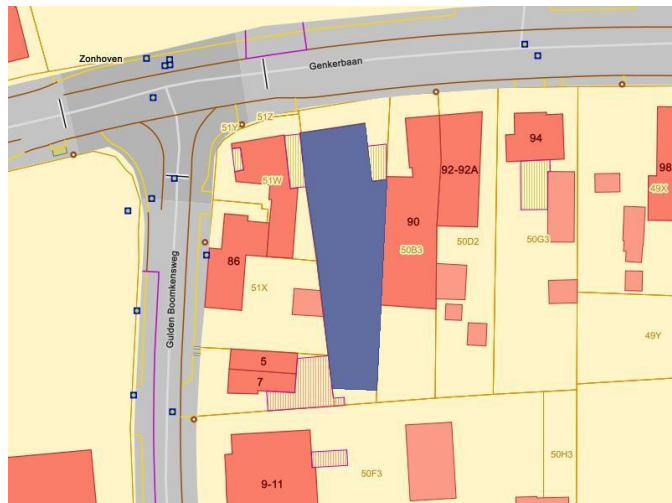 Zonhoven
Genkerbaan
51Z
51Y
94
92-92A
51W
98
49X
90
50B3
50D2
50G3
86
51X
Gulden Boomkensweg
49Y
5
7
50H3
50F3
9-11